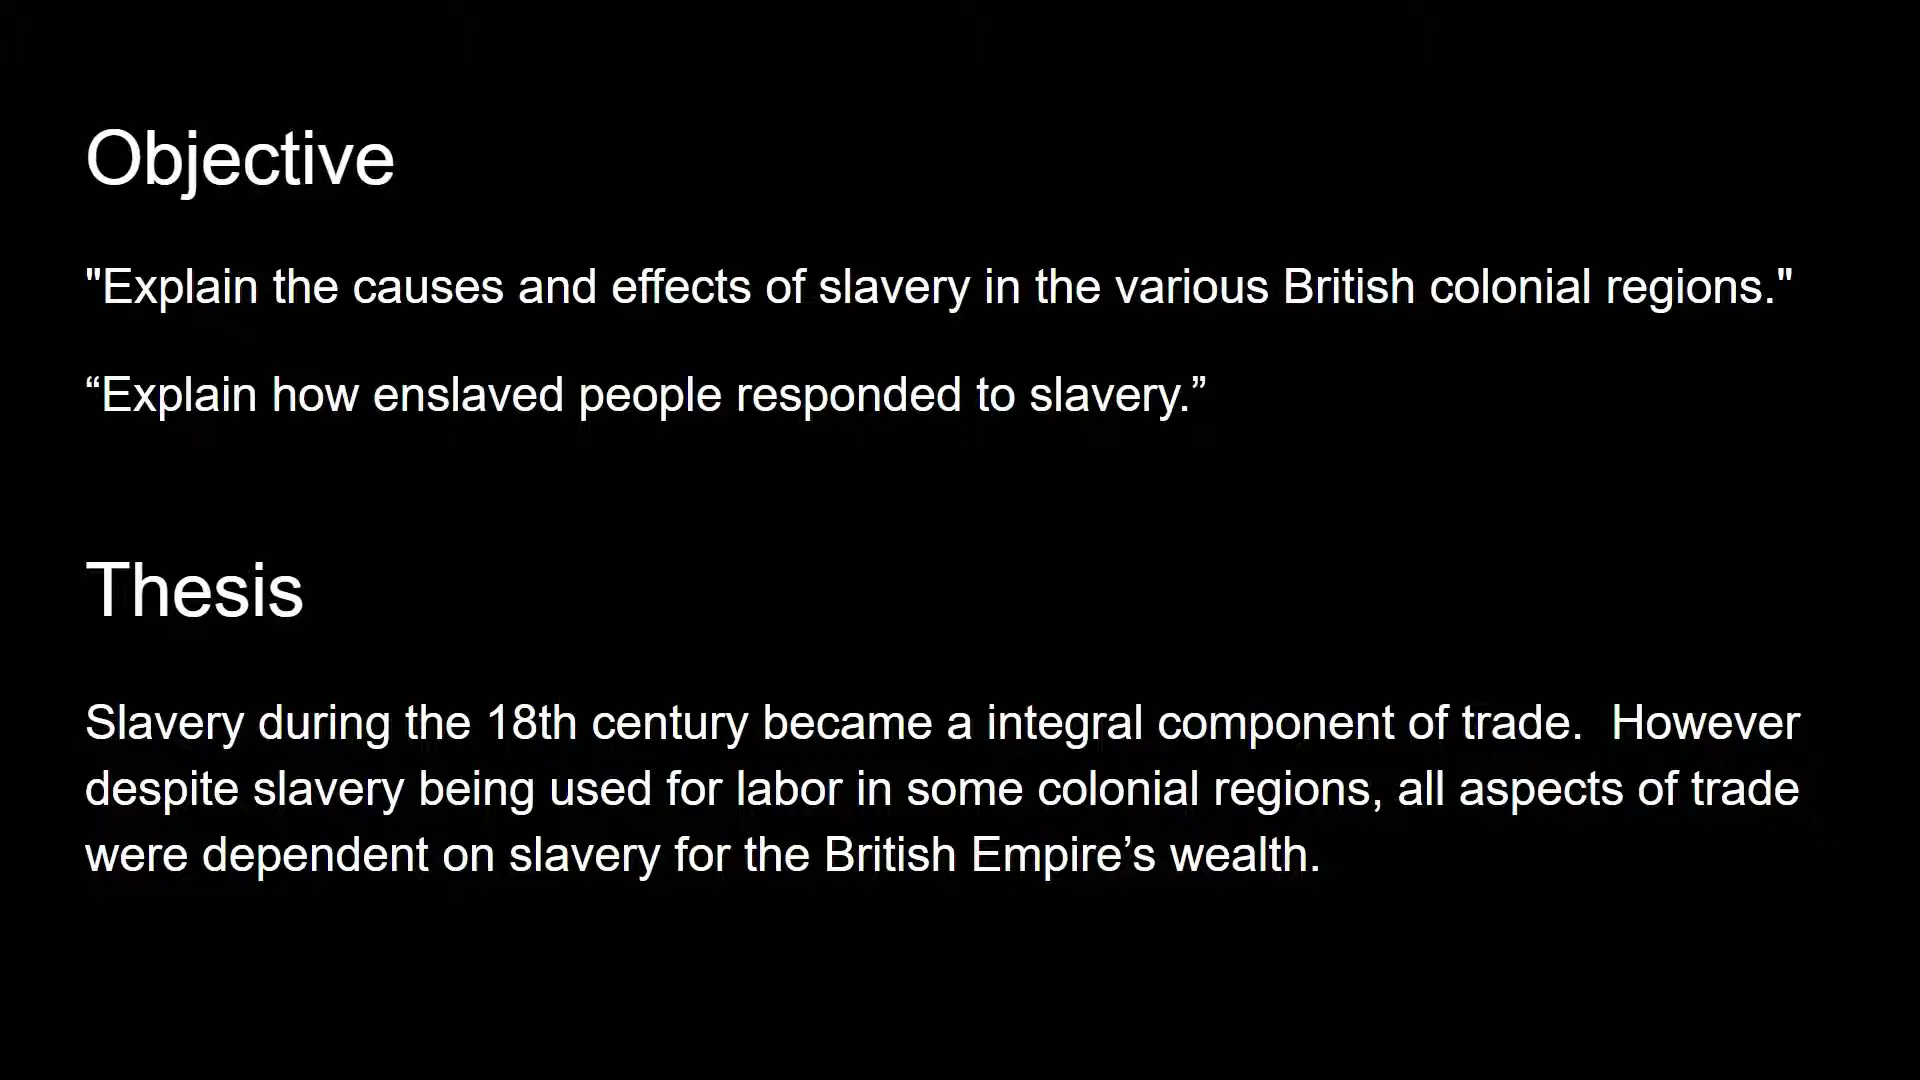 Objective
"Explain the causes and effects of slavery in the various British colonial regions."
“Explain how enslaved people responded to slavery.”
Thesis
Slavery during the 18th century became a integral component of trade.  However
despite slavery being used for labor in some colonial regions, all aspects of trade
were dependent on slavery for the British Empire’s wealth.